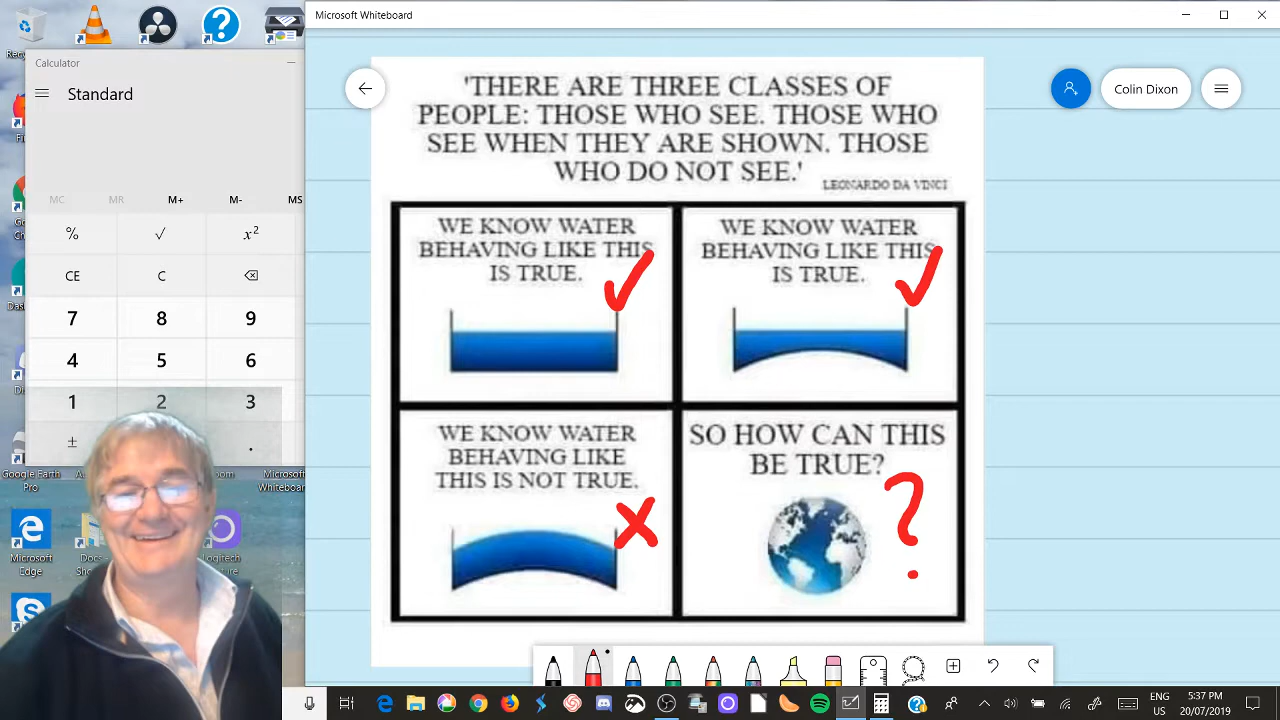 Microsoft Whiteboard
Calculator
Standard
MC MR M+ M- MS
% √ x²
CE C
7 8 9
4 5 6
1 2 3
± .
Colin Dixon
'THERE ARE THREE CLASSES OF
PEOPLE: THOSE WHO SEE. THOSE WHO
SEE WHEN THEY ARE SHOWN. THOSE
WHO DO NOT SEE.'
LEONARDO DA VINCI
WE KNOW WATER
BEHAVING LIKE THIS
IS TRUE.
WE KNOW WATER
BEHAVING LIKE THIS
IS TRUE.
WE KNOW WATER
BEHAVING LIKE
THIS IS NOT TRUE.
SO HOW CAN THIS
BE TRUE?
?
Google Earth
Pro
Microsoft
Whiteboard
Microsoft
Edge
Docs
Logitech
ENG
US
5:37 PM
20/07/2019